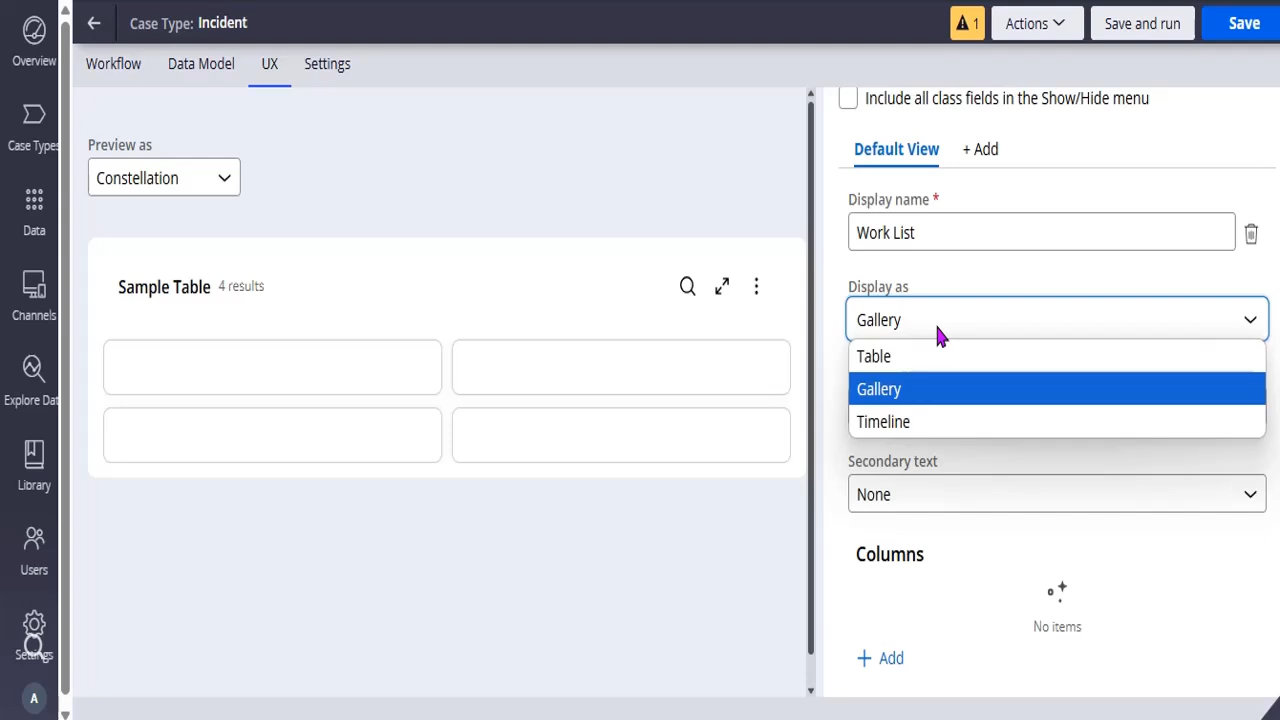 Case Type: Incident
1
Actions
Save and run
Save
Overview
Case Types
Data
Channels
Explore Dat
Library
Users
Settings
A
Workflow
Data Model
UX
Settings
Preview as
Constellation
Sample Table 4 results
Include all class fields in the Show/Hide menu
Default View
+ Add
Display name *
Work List
Display as
Gallery
Table
Gallery
Timeline
Secondary text
None
Columns
No items
+ Add